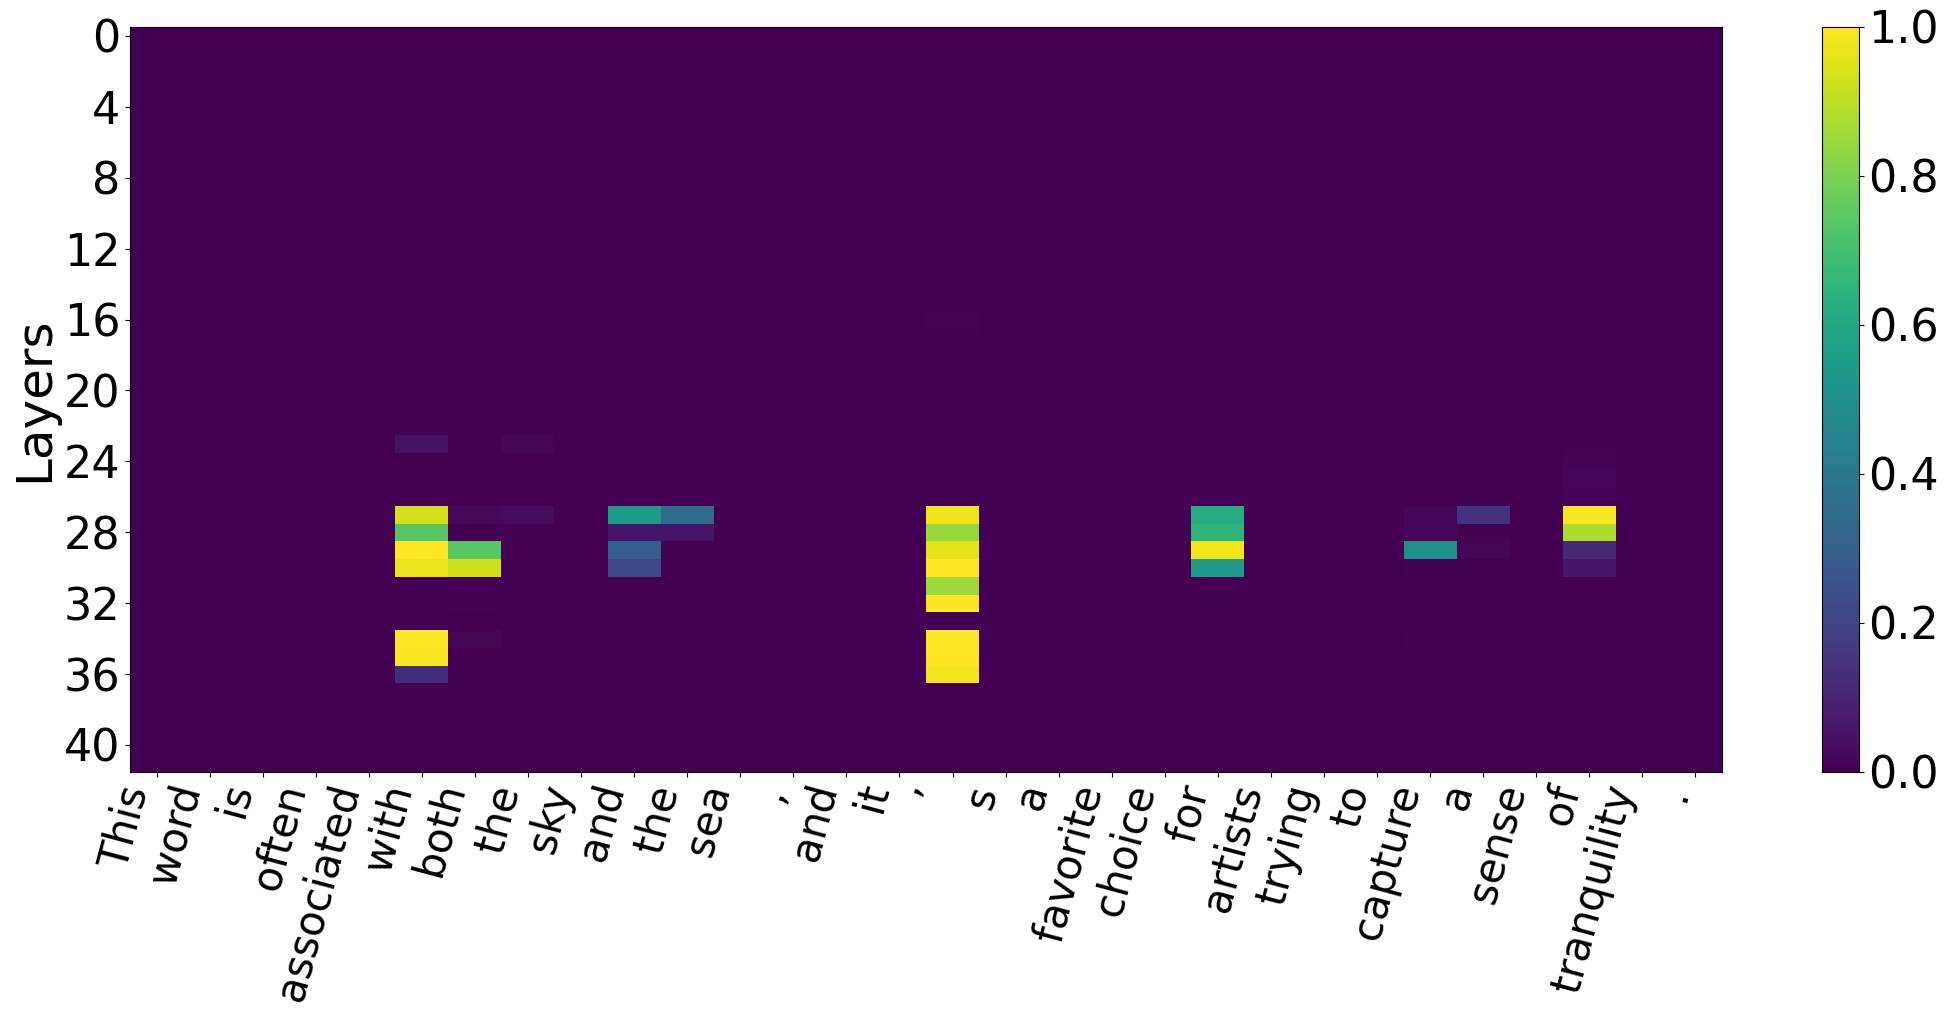 Layers
0
4
8
12
16
20
24
28
32
36
40
This
word
is
often
associated
with
both
the
sky
and
the
sea
,
and
it
'
s
a
favorite
choice
for
artists
trying
to
capture
a
sense
of
tranquility
.
1.0
0.8
0.6
0.4
0.2
0.0